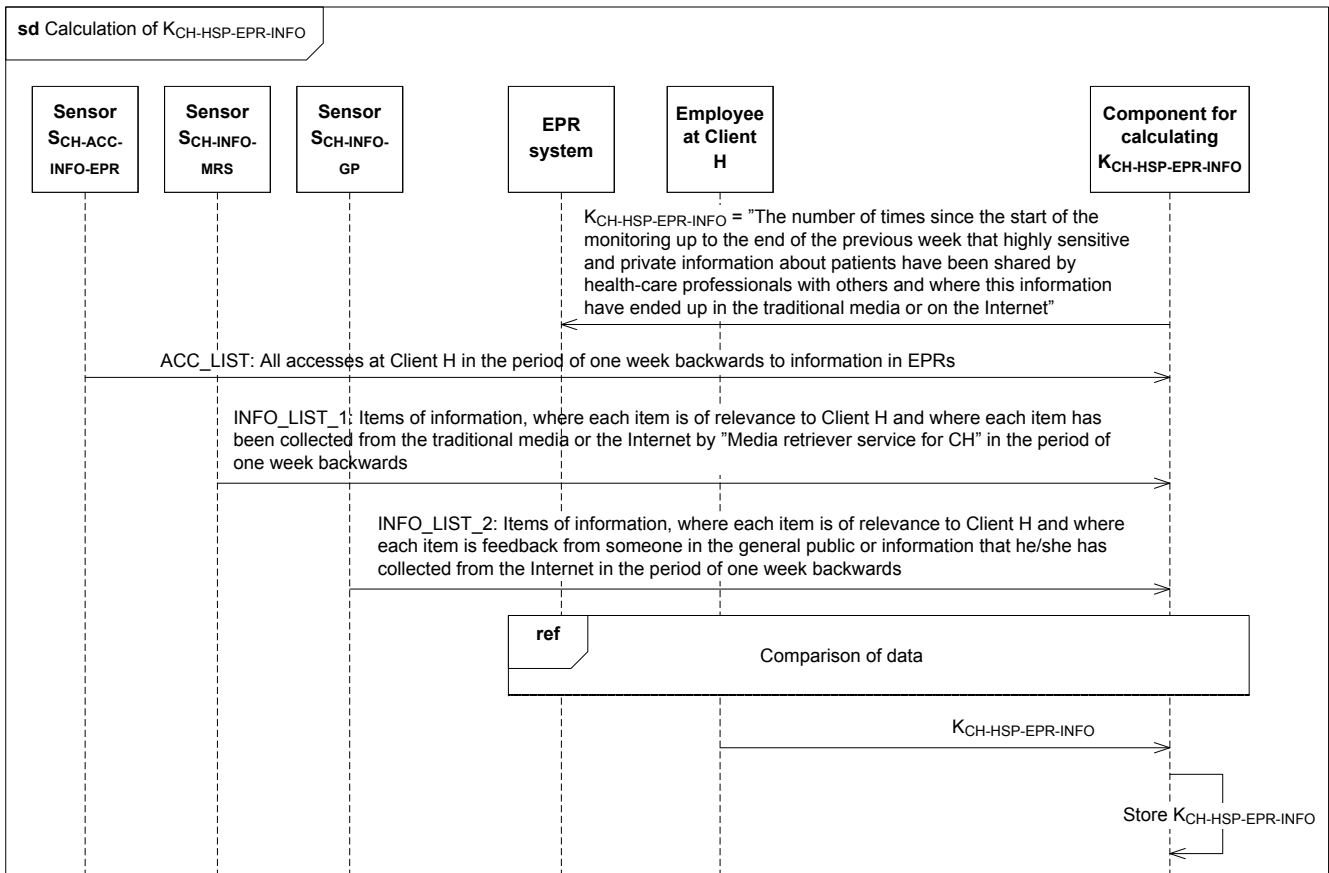 sd Calculation of KCH-HSP-EPR-INFO
Sensor
SCH-ACC-
INFO-EPR
Sensor
SCH-INFO-
MRS
Sensor
SCH-INFO-
GP
EPR
system
Employee
at Client
H
Component for
calculating
KCH-HSP-EPR-INFO
KCH-HSP-EPR-INFO = ”The number of times since the start of the
monitoring up to the end of the previous week that highly sensitive
and private information about patients have been shared by
health-care professionals with others and where this information
have ended up in the traditional media or on the Internet”
ACC_LIST: All accesses at Client H in the period of one week backwards to information in EPRs
INFO_LIST_1: Items of information, where each item is of relevance to Client H and where each item has
been collected from the traditional media or the Internet by ”Media retriever service for CH” in the period of
one week backwards
INFO_LIST_2: Items of information, where each item is of relevance to Client H and where
each item is feedback from someone in the general public or information that he/she has
collected from the Internet in the period of one week backwards
ref
Comparison of data
KCH-HSP-EPR-INFO
Store KCH-HSP-EPR-INFO